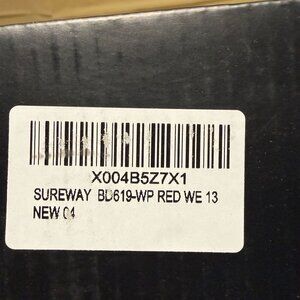 X004B5Z7X1
SUREWAY BD619-WP RED WE 13
NEW 04